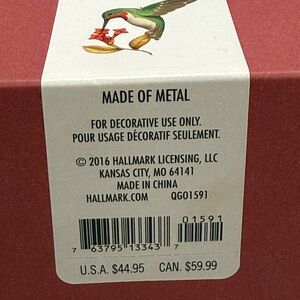 MADE OF METAL
FOR DECORATIVE USE ONLY.
POUR USAGE DÉCORATIF SEULEMENT.
© 2016 HALLMARK LICENSING, LLC
KANSAS CITY, MO 64141
MADE IN CHINA
HALLMARK.COM QGO1591
01591
7 63795 13343 7
U.S.A. $44.95 CAN. $59.99